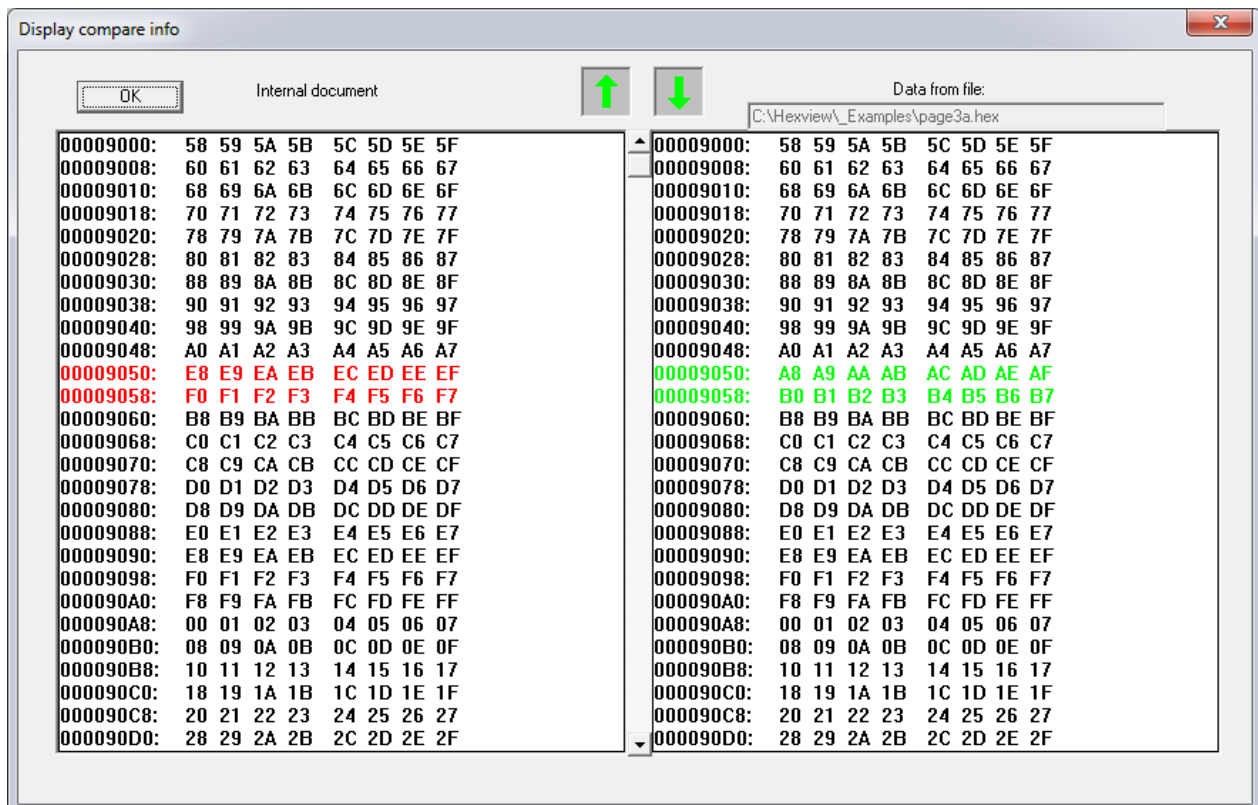 Display compare info
OK
Internal document
Data from file:
C:\Hexview\_Examples\page3a.hex
00009000: 58 59 5A 5B 5C 5D 5E 5F
00009008: 60 61 62 63 64 65 66 67
00009010: 68 69 6A 6B 6C 6D 6E 6F
00009018: 70 71 72 73 74 75 76 77
00009020: 78 79 7A 7B 7C 7D 7E 7F
00009028: 80 81 82 83 84 85 86 87
00009030: 88 89 8A 8B 8C 8D 8E 8F
00009038: 90 91 92 93 94 95 96 97
00009040: 98 99 9A 9B 9C 9D 9E 9F
00009048: A0 A1 A2 A3 A4 A5 A6 A7
00009050: E8 E9 EA EB EC ED EE EF
00009058: F0 F1 F2 F3 F4 F5 F6 F7
00009060: B8 B9 BA BB BC BD BE BF
00009068: C0 C1 C2 C3 C4 C5 C6 C7
00009070: C8 C9 CA CB CC CD CE CF
00009078: D0 D1 D2 D3 D4 D5 D6 D7
00009080: D8 D9 DA DB DC DD DE DF
00009088: E0 E1 E2 E3 E4 E5 E6 E7
00009090: E8 E9 EA EB EC ED EE EF
00009098: F0 F1 F2 F3 F4 F5 F6 F7
000090A0: F8 F9 FA FB FC FD FE FF
000090A8: 00 01 02 03 04 05 06 07
000090B0: 08 09 0A 0B 0C 0D 0E 0F
000090B8: 10 11 12 13 14 15 16 17
000090C0: 18 19 1A 1B 1C 1D 1E 1F
000090C8: 20 21 22 23 24 25 26 27
000090D0: 28 29 2A 2B 2C 2D 2E 2F
00009000: 58 59 5A 5B 5C 5D 5E 5F
00009008: 60 61 62 63 64 65 66 67
00009010: 68 69 6A 6B 6C 6D 6E 6F
00009018: 70 71 72 73 74 75 76 77
00009020: 78 79 7A 7B 7C 7D 7E 7F
00009028: 80 81 82 83 84 85 86 87
00009030: 88 89 8A 8B 8C 8D 8E 8F
00009038: 90 91 92 93 94 95 96 97
00009040: 98 99 9A 9B 9C 9D 9E 9F
00009048: A0 A1 A2 A3 A4 A5 A6 A7
00009050: A8 A9 AA AB AC AD AE AF
00009058: B0 B1 B2 B3 B4 B5 B6 B7
00009060: B8 B9 BA BB BC BD BE BF
00009068: C0 C1 C2 C3 C4 C5 C6 C7
00009070: C8 C9 CA CB CC CD CE CF
00009078: D0 D1 D2 D3 D4 D5 D6 D7
00009080: D8 D9 DA DB DC DD DE DF
00009088: E0 E1 E2 E3 E4 E5 E6 E7
00009090: E8 E9 EA EB EC ED EE EF
00009098: F0 F1 F2 F3 F4 F5 F6 F7
000090A0: F8 F9 FA FB FC FD FE FF
000090A8: 00 01 02 03 04 05 06 07
000090B0: 08 09 0A 0B 0C 0D 0E 0F
000090B8: 10 11 12 13 14 15 16 17
000090C0: 18 19 1A 1B 1C 1D 1E 1F
000090C8: 20 21 22 23 24 25 26 27
000090D0: 28 29 2A 2B 2C 2D 2E 2F